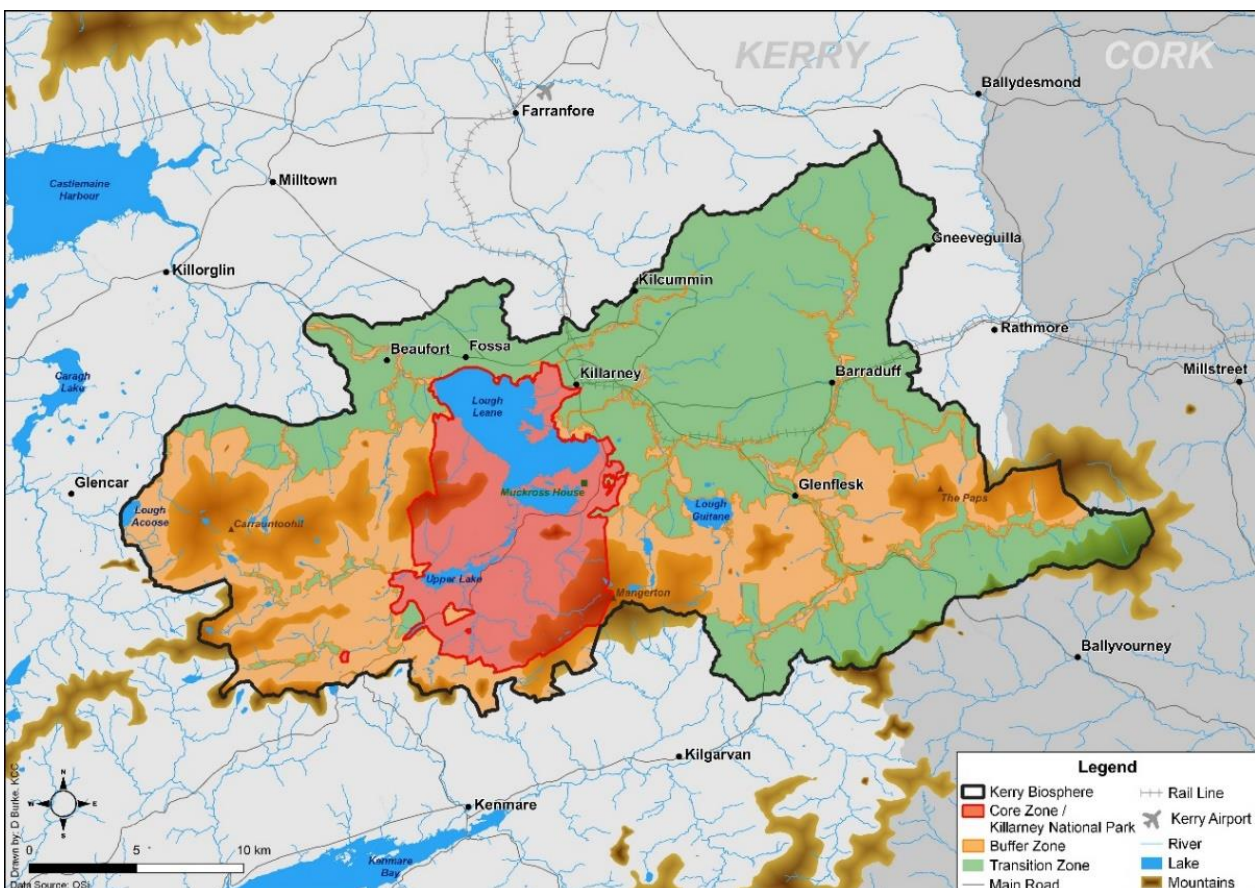 KERRY
CORK
Ballydesmond
Farranfore
Castlemaine
Harbour
Milltown
Gneeveguilla
Killorglin
Kilcummin
Rathmore
Beaufort
Fossa
Caragh
Lake
Killarney
Barraduff
Millstreet
Lough
Leane
Glencar
Muckross House
Lough
Guitane
Glenflesk
The Paps
Lough
Acoose
Carrauntoohil
Upper Lake
Mangerton
Ballyvourney
Kilgarvan
Kenmare
Kenmare
Bay
N
W
E
S
0
5
10 km
Drawn by: D Burke, KCC
Data Source: OSi
Legend
Kerry Biosphere
Core Zone /
Killarney National Park
Buffer Zone
Transition Zone
Main Road
Rail Line
Kerry Airport
River
Lake
Mountains